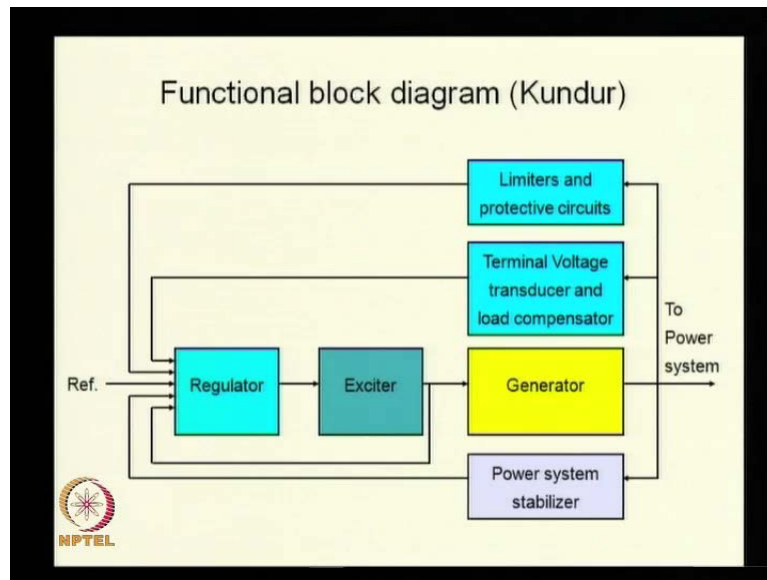 Functional block diagram (Kundur)
Limiters and
protective circuits
Terminal Voltage
transducer and
load compensator
To
Power
system
Ref.
Regulator
Exciter
Generator
Power system
stabilizer
NPTEL